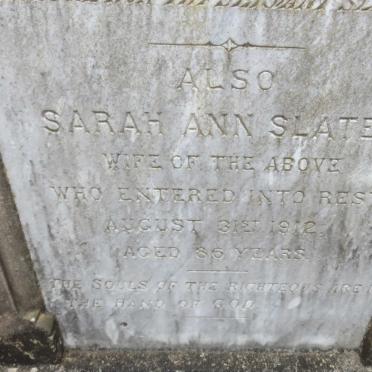 ALSO
SARAH ANN SLATE
WIFE OF THE ABOVE
WHO ENTERED INTO REST
AUGUST 31ST 1912
AGED 86 YEARS
THE SOULS OF THE RIGHTEOUS ARE
THE HAND OF GOD